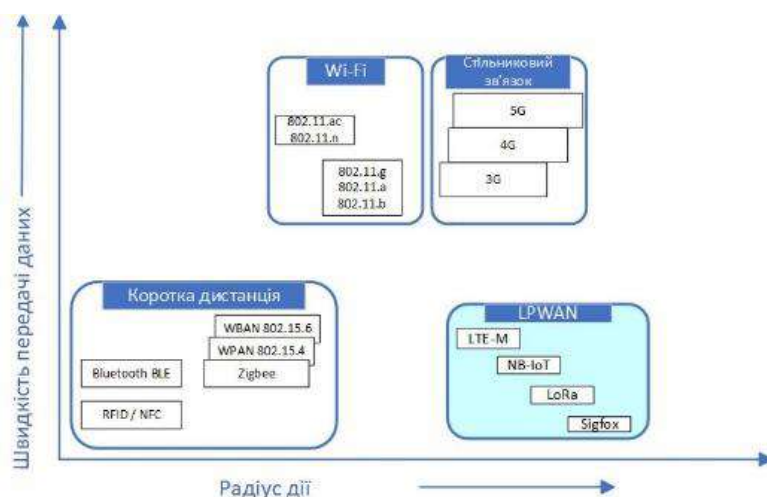 Швидкість передачі даних
Wi-Fi
802.11.ac
802.11.n
802.11.g
802.11.a
802.11.b
Стільниковий
зв'язок
5G
4G
3G
Коротка дистанція
WBAN 802.15.6
WPAN 802.15.4
Zigbee
Bluetooth BLE
RFID / NFC
LPWAN
LTE-M
NB-IoT
LoRa
Sigfox
Радіус дії